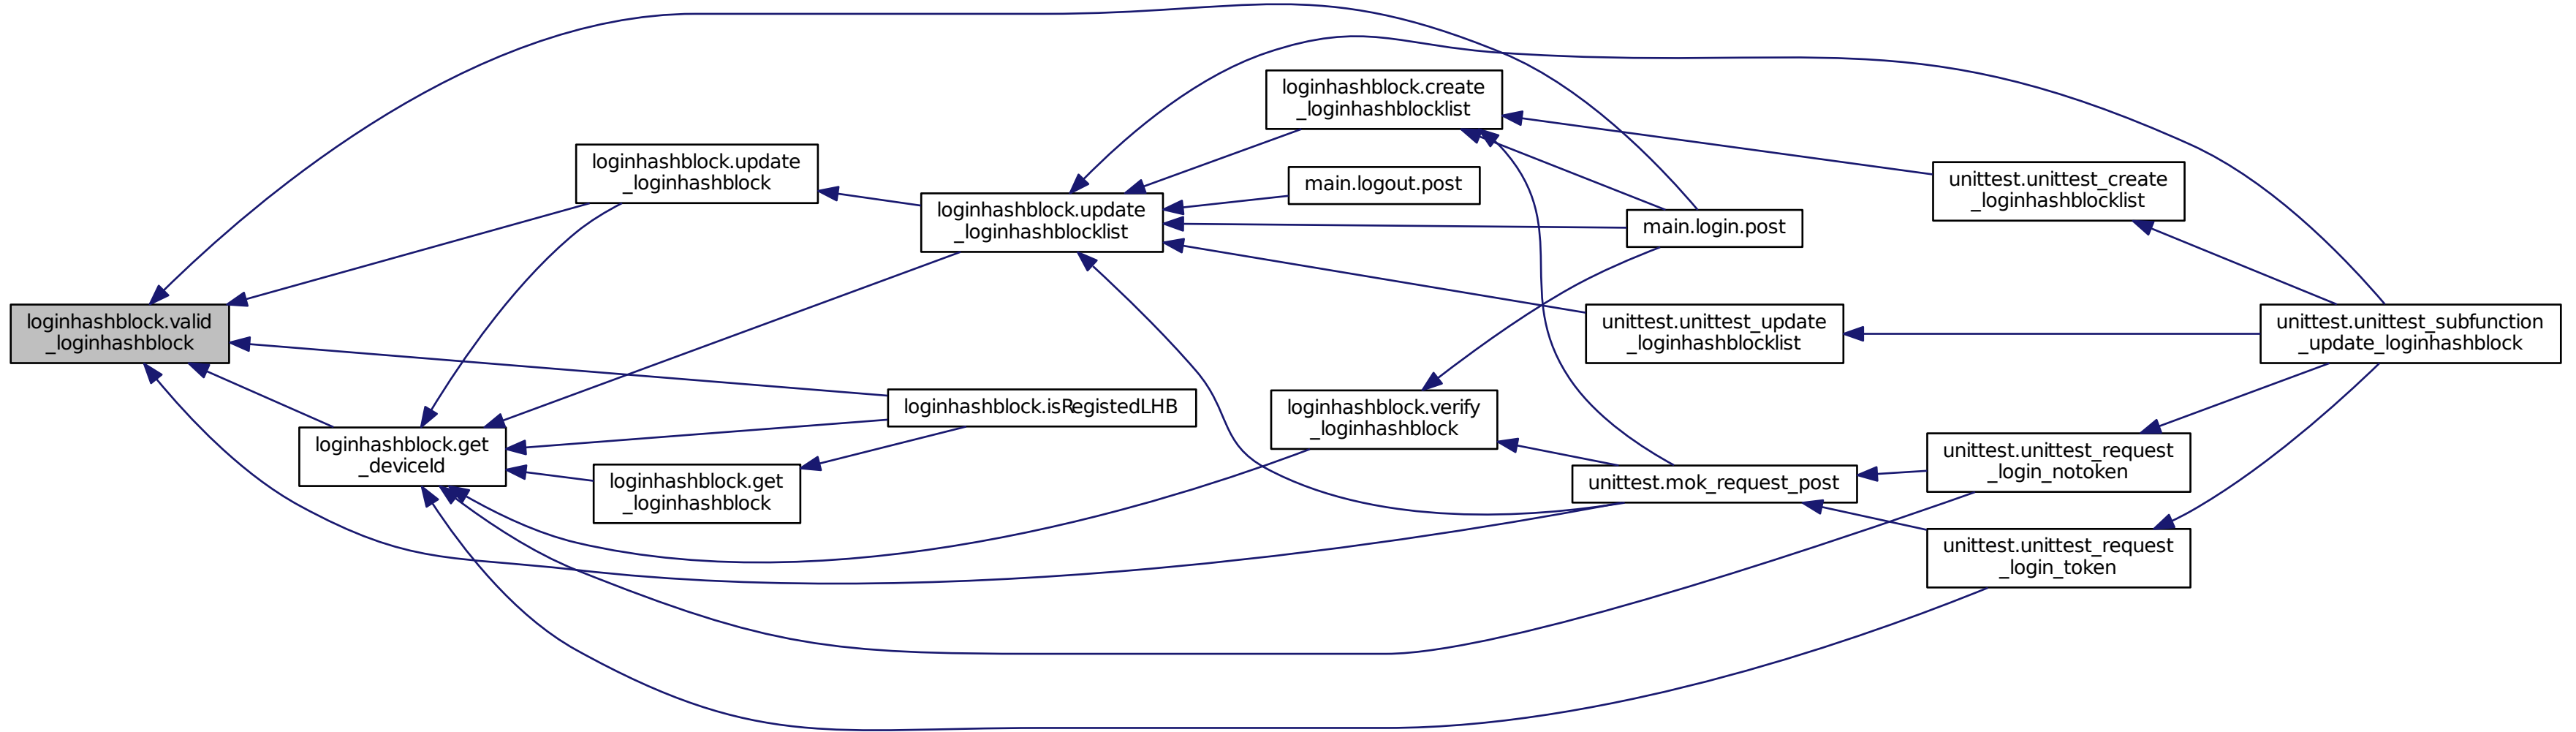 loginhashblock.valid
_loginhashblock
loginhashblock.update
_loginhashblock
loginhashblock.get
_deviceId
loginhashblock.update
_loginhashblocklist
loginhashblock.isRegistedLHB
loginhashblock.get
_loginhashblock
loginhashblock.create
_loginhashblocklist
main.logout.post
loginhashblock.verify
_loginhashblock
main.login.post
unittest.unittest_update
_loginhashblocklist
unittest.mok_request_post
unittest.unittest_create
_loginhashblocklist
unittest.unittest_request
_login_notoken
unittest.unittest_request
_login_token
unittest.unittest_subfunction
_update_loginhashblock